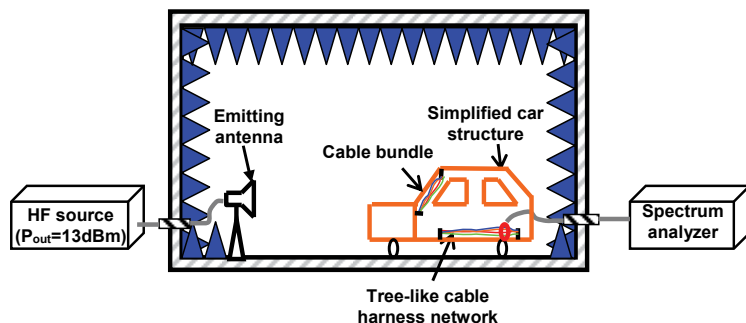 Emitting
antenna
Simplified car
structure
Cable bundle
HF source
(Pout=13dBm)
Spectrum
analyzer
Tree-like cable
harness network